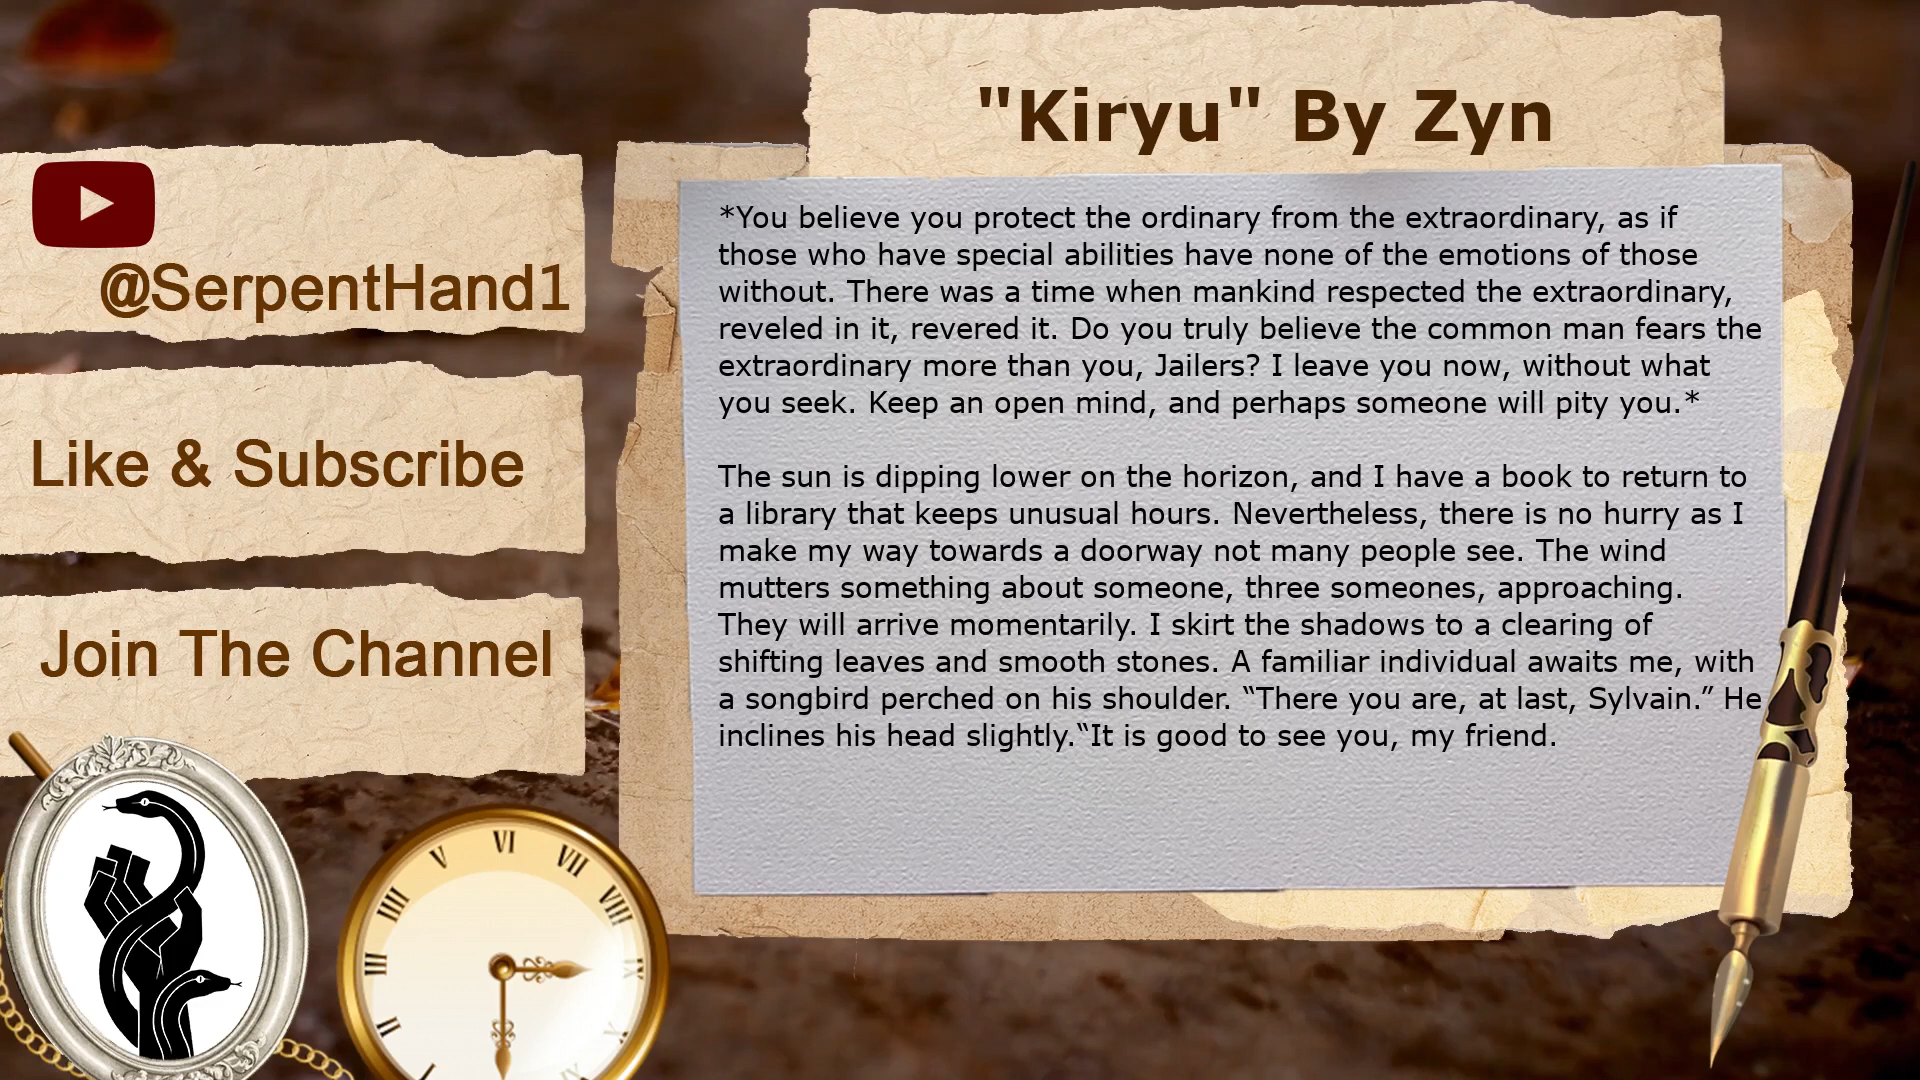 "Kiryu" By Zyn
@SerpentHand1
Like & Subscribe
Join The Channel
*You believe you protect the ordinary from the extraordinary, as if
those who have special abilities have none of the emotions of those
without. There was a time when mankind respected the extraordinary,
reveled in it, revered it. Do you truly believe the common man fears the
extraordinary more than you, Jailers? I leave you now, without what
you seek. Keep an open mind, and perhaps someone will pity you.*
The sun is dipping lower on the horizon, and I have a book to return to
a library that keeps unusual hours. Nevertheless, there is no hurry as I
make my way towards a doorway not many people see. The wind
mutters something about someone, three someones, approaching.
They will arrive momentarily. I skirt the shadows to a clearing of
shifting leaves and smooth stones. A familiar individual awaits me, with
a songbird perched on his shoulder. “There you are, at last, Sylvain.” He
inclines his head slightly.“It is good to see you, my friend.
II
III
IIII
V
VI
VII
VIII
IX
X
XI